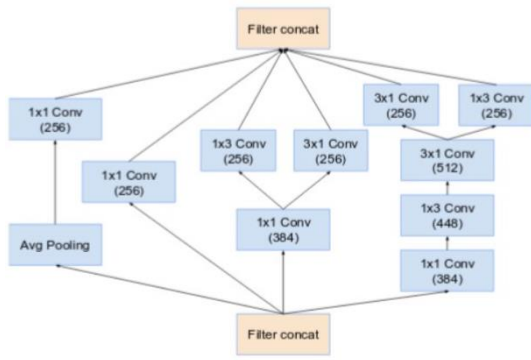 Filter concat
3x1 Conv
(256)
1x3 Conv
(256)
1x1 Conv
(256)
1x3 Conv
(256)
3x1 Conv
(256)
3x1 Conv
(512)
1x1 Conv
(256)
1x3 Conv
(448)
1x1 Conv
(384)
Avg Pooling
1x1 Conv
(384)
Filter concat